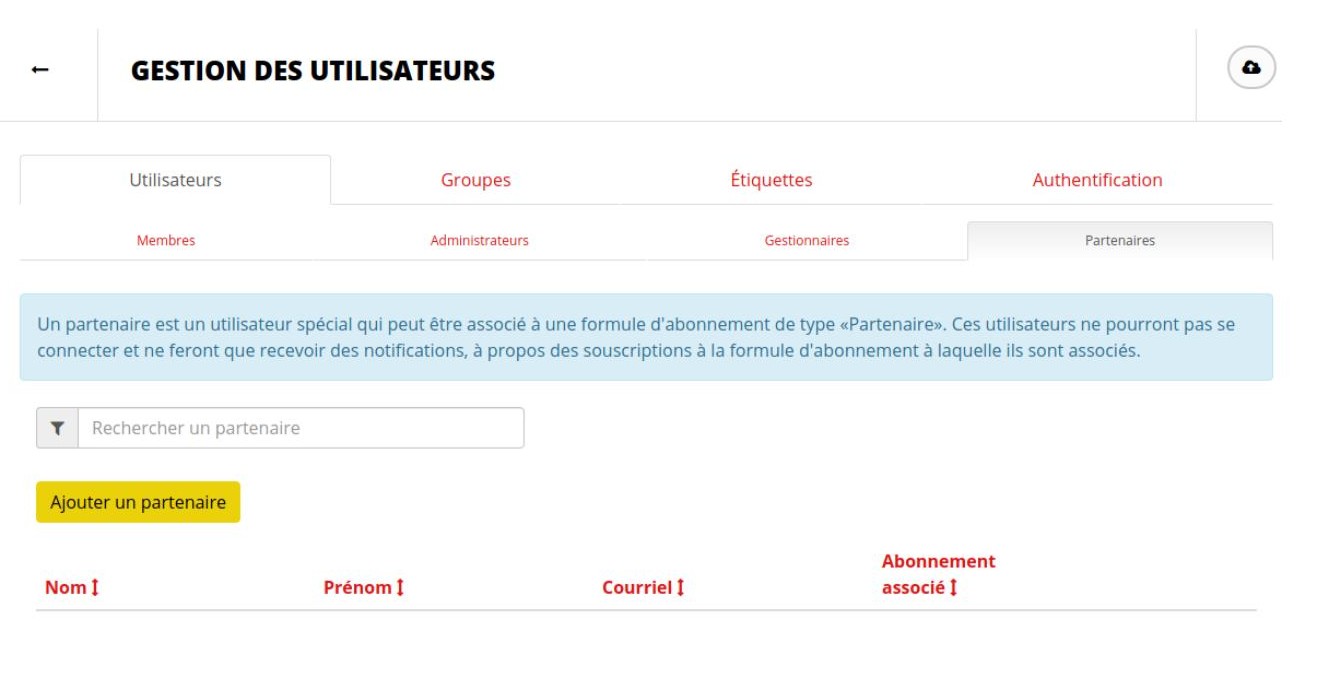 GESTION DES UTILISATEURS
Utilisateurs
Groupes
Étiquettes
Authentification
Membres
Administrateurs
Gestionnaires
Partenaires
Un partenaire est un utilisateur spécial qui peut être associé à une formule d'abonnement de type «Partenaire». Ces utilisateurs ne pourront pas se
connecter et ne feront que recevoir des notifications, à propos des souscriptions à la formule d'abonnement à laquelle ils sont associés.
Rechercher un partenaire
Ajouter un partenaire
Nom
Prénom
Courriel
Abonnement
associé